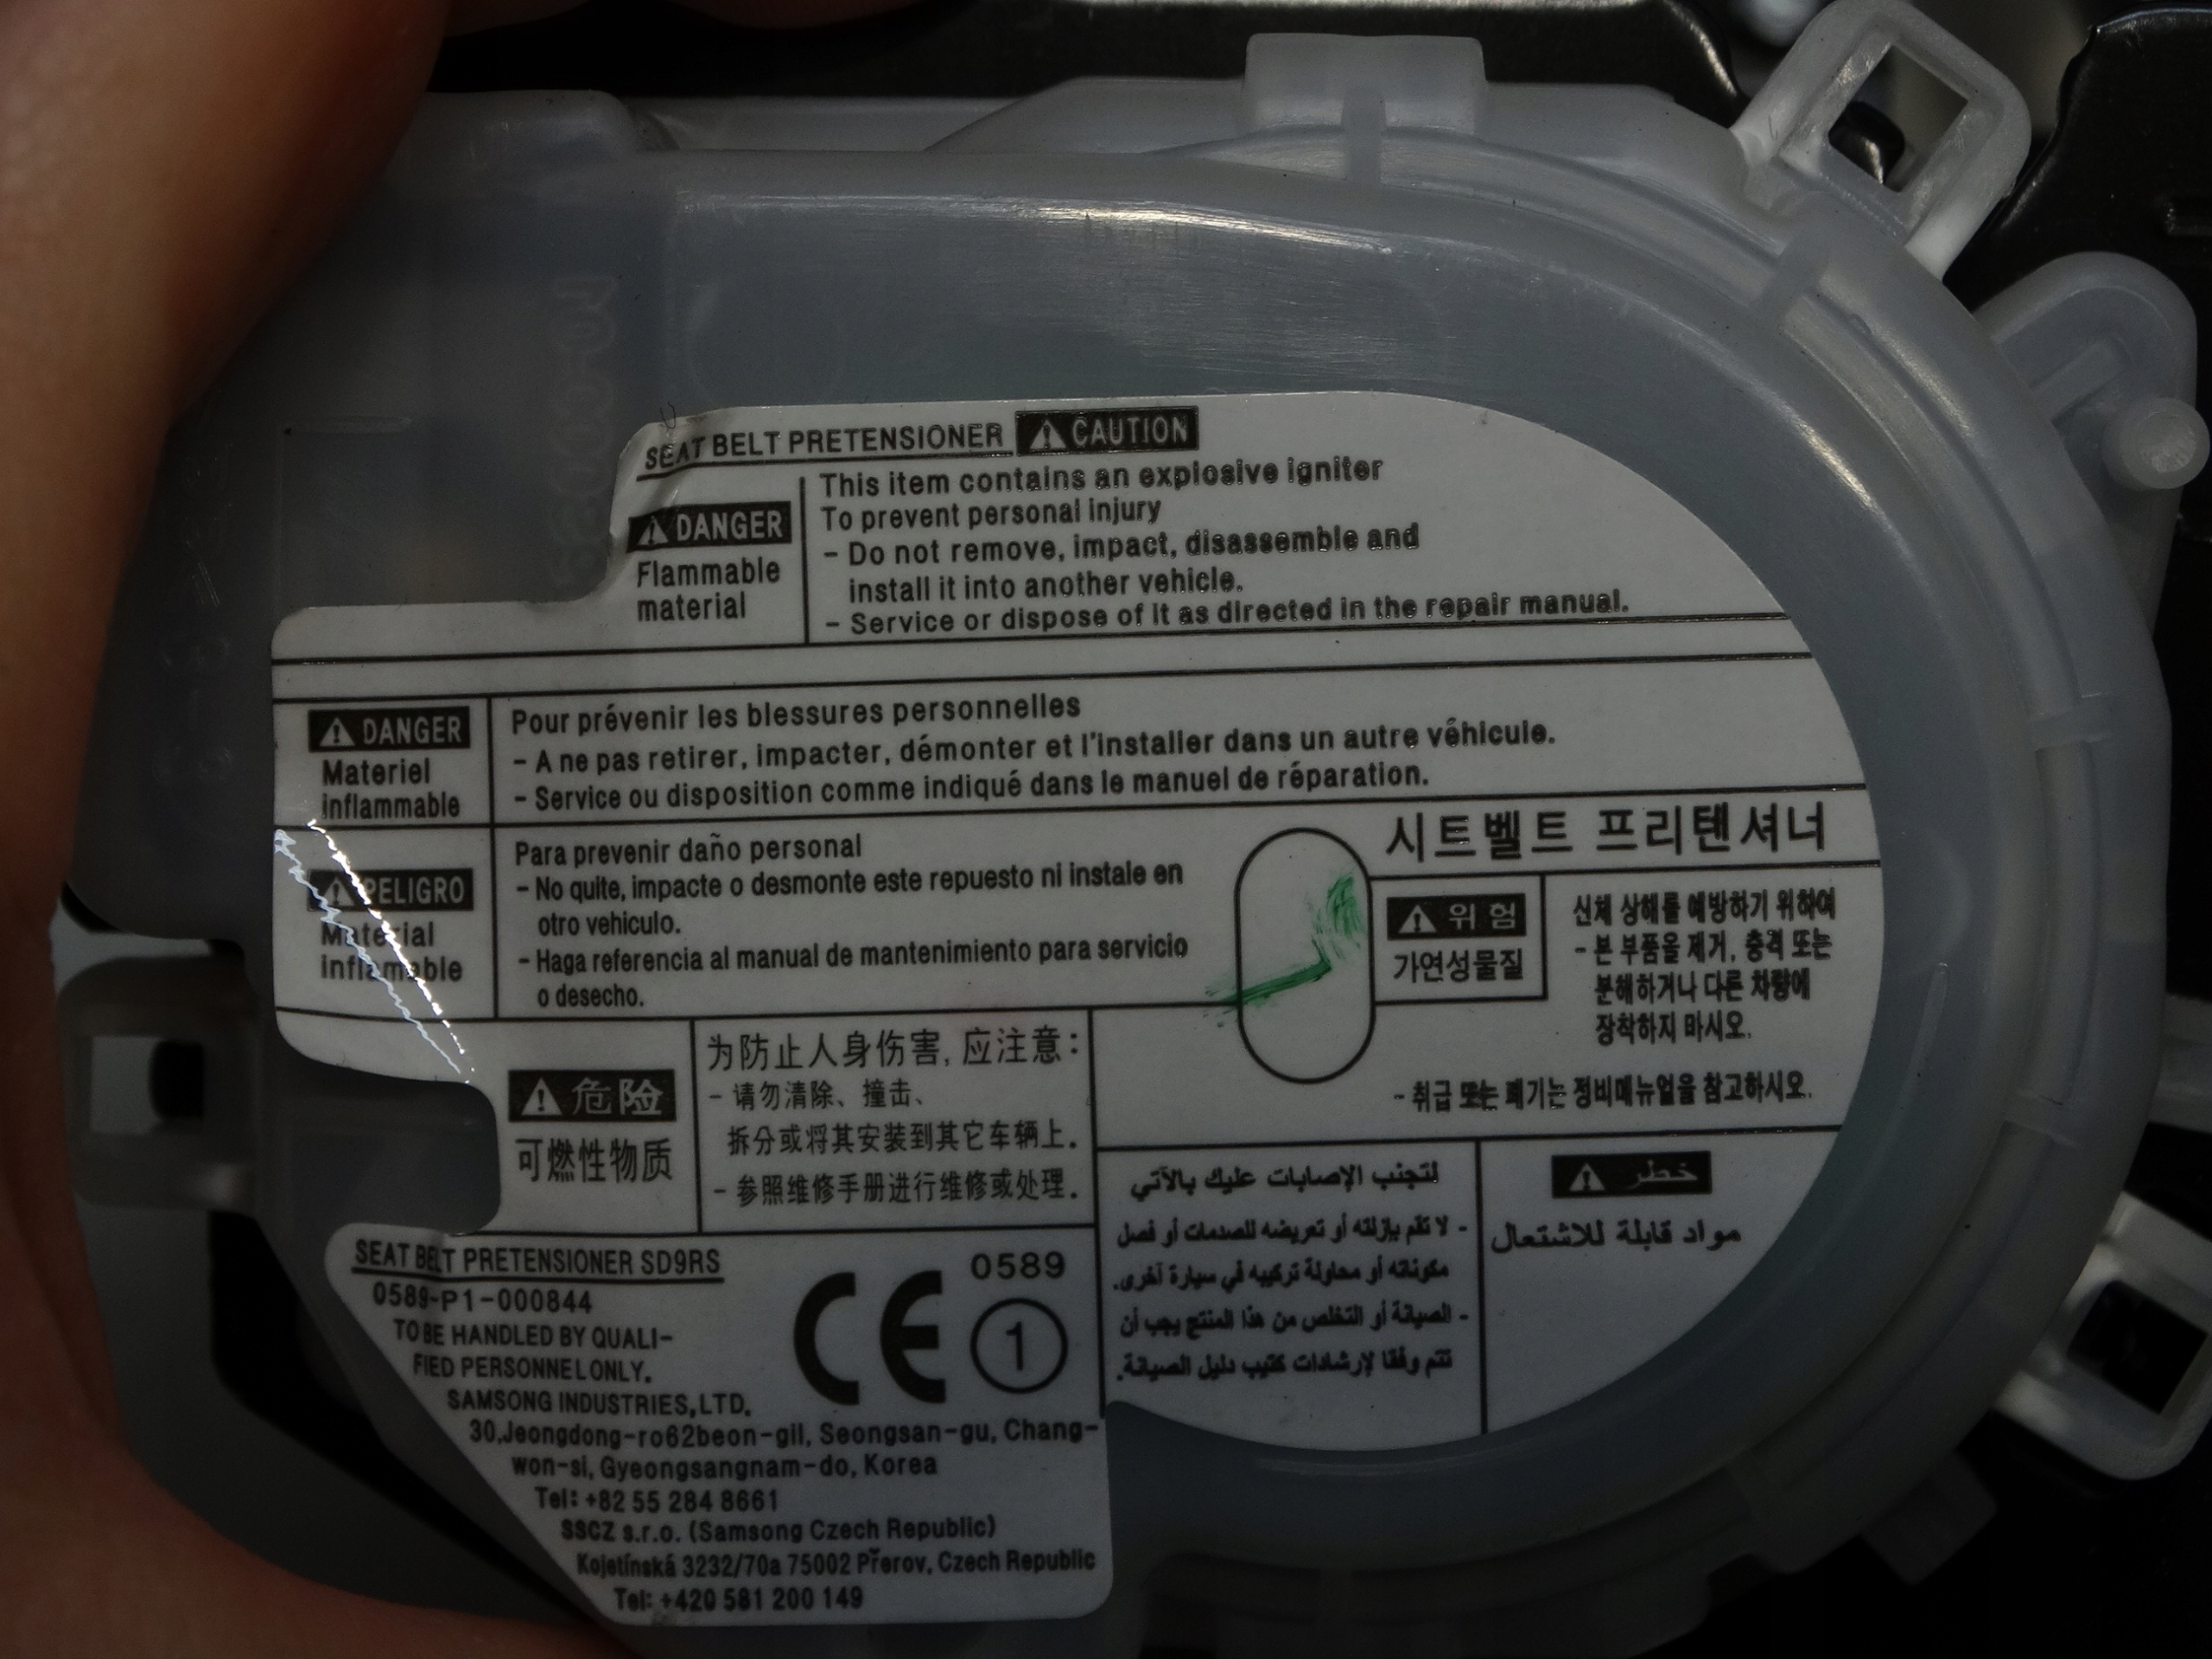 SEAT BELT PRETENSIONER ⚠ CAUTION
⚠ DANGER
Flammable
material
This item contains an explosive igniter
To prevent personal injury
- Do not remove, impact, disassemble and
install it into another vehicle.
- Service or dispose of it as directed in the repair manual.
⚠ DANGER
Materiel
inflammable
Pour prévenir les blessures personnelles
- A ne pas retirer, impacter, démonter et l'installer dans un autre véhicule.
- Service ou disposition comme indiqué dans le manuel de réparation.
⚠ PELIGRO
Material
inflamable
Para prevenir daño personal
- No quite, impacte o desmonte este repuesto ni instale en
otro vehiculo.
- Haga referencia al manual de mantenimiento para servicio
o desecho.
시트벨트 프리텐셔너
⚠ 위험
가연성물질
신체 상해를 예방하기 위하여
- 본 부품을 제거, 충격 또는
분해하거나 다른 차량에
장착하지 마시오.
- 취급 또는 폐기는 정비매뉴얼을 참고하시오.
⚠ 危险
可燃性物质
为防止人身伤害, 应注意:
- 请勿清除、撞击、
拆分或将其安装到其它车辆上.
- 参照维修手册进行维修或处理.
⚠ خطر
مواد قابلة للاشتعال
لتجنب الإصابات عليك بالآتي
- لا تقم بإزلته أو تعريضه للصدمات أو فصل
مكوناته أو محاولة تركيبه في سيارة آخرى.
- الصيانة أو التخلص من هذا المنتج يجب أن
تتم وفقا لإرشادات كتيب دليل الصيانة.
SEAT BELT PRETENSIONER SD9RS
0589-P1-000844
TO BE HANDLED BY QUALI-
FIED PERSONNEL ONLY.
SAMSONG INDUSTRIES,LTD.
30,Jeongdong-ro62beon-gil, Seongsan-gu, Chang-
won-si, Gyeongsangnam-do, Korea
Tel: +82 55 284 8661
SSCZ s.r.o. (Samsong Czech Republic)
Kojetínská 3232/70a 75002 Přerov, Czech Republic
Tel: +420 581 200 149
CE 0589
1